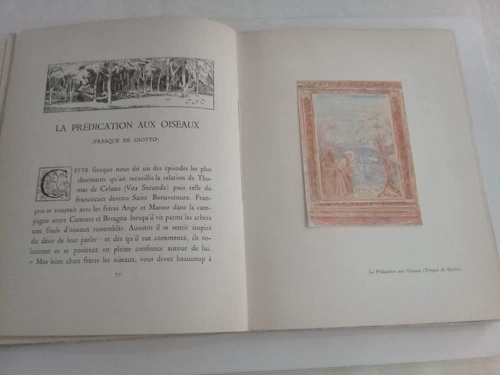 LA PRÉDICATION AUX OISEAUX
(FRESQUE DE GIOTTO)
CETTE fresque nous dit un des épisodes les plus
charmants qu'ait recueillis la relation de Tho-
mas de Celano (Vita Secunda) puis celle du
franciscain devenu Saint Bonaventure. Fran-
çois se trouvait avec les frères Ange et Masseo dans la cam-
pagne entre Cannara et Bevagna lorsqu'il vit parmi les arbres
une foule d'oiseaux rassemblés. Aussitôt il se sentit inspiré
du désir de leur parler : et dès qu'il eut commencé, ils vo-
lèrent et se posèrent en pleine confiance autour de lui.
« Mes bien chers frères les oiseaux, vous devez beaucoup à
70
La Prédication aux Oiseaux (Fresque de Giotto).